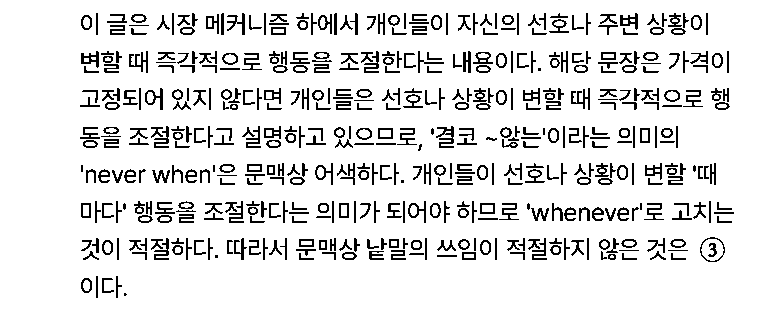 이 글은 시장 메커니즘 하에서 개인들이 자신의 선호나 주변 상황이
변할 때 즉각적으로 행동을 조절한다는 내용이다. 해당 문장은 가격이
고정되어 있지 않다면 개인들은 선호나 상황이 변할 때 즉각적으로 행
동을 조절한다고 설명하고 있으므로, '결코 ~않는'이라는 의미의
'never when'은 문맥상 어색하다. 개인들이 선호나 상황이 변할 '때
마다' 행동을 조절한다는 의미가 되어야 하므로 'whenever'로 고치는
것이 적절하다. 따라서 문맥상 낱말의 쓰임이 적절하지 않은 것은 ③
이다.